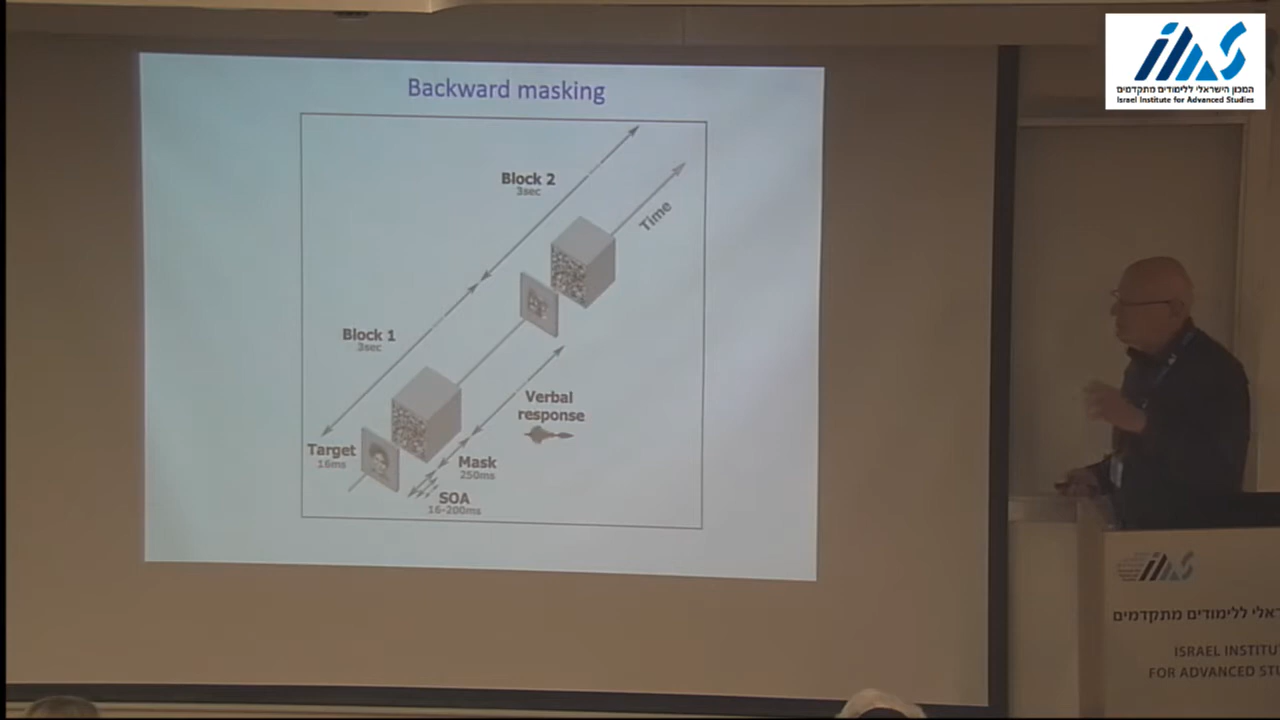 המכון הישראלי ללימודים מתקדמים
Israel Institute for Advanced Studies
Backward masking
Block 2
3sec
Time
Block 1
3sec
Verbal
response
Target
16ms
Mask
250ms
SOA
16-200ms
אלי ללימודים מתקדמים
ISRAEL INSTITU
FOR ADVANCED STU